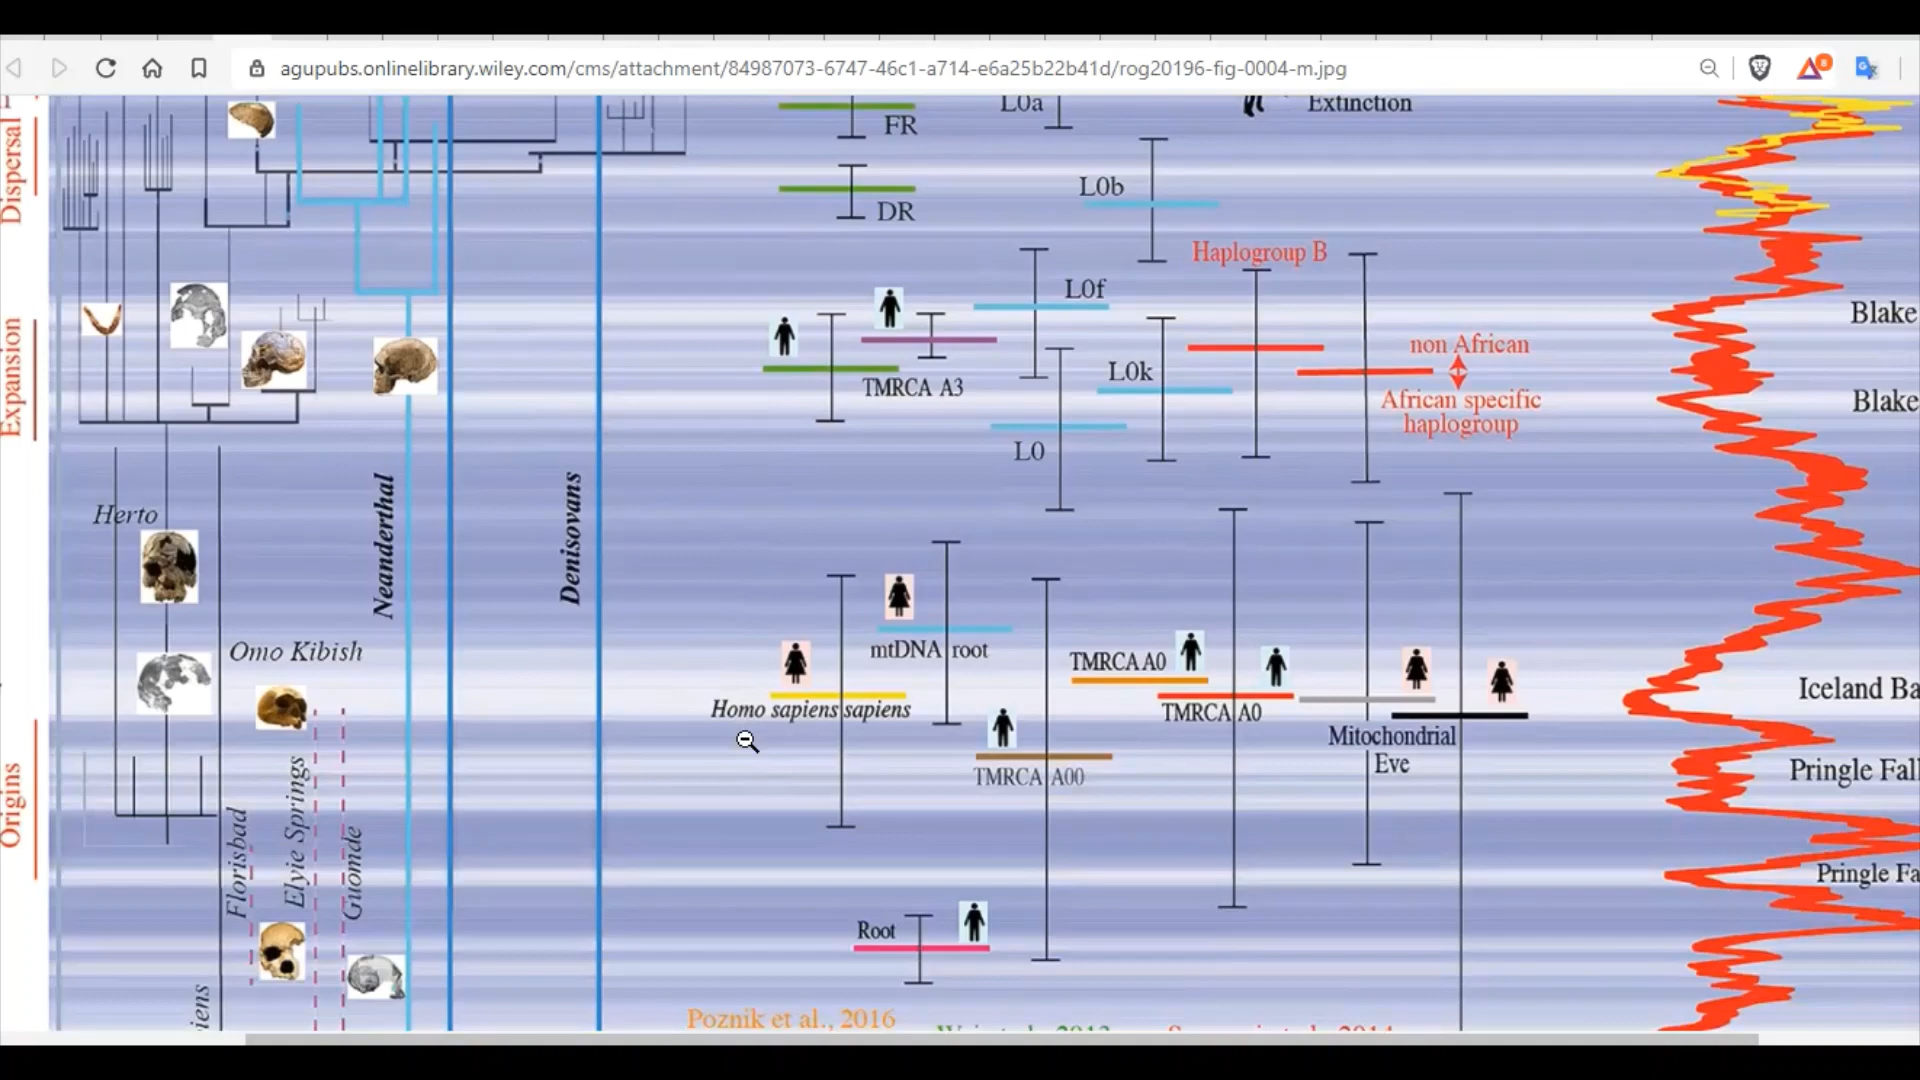 agupubs.onlinelibrary.wiley.com/cms/attachment/84987073-6747-46c1-a714-e6a25b22b41d/rog20196-fig-0004-m.jpg
8
L0a
Extinction
FR
Dispersal
L0b
DR
Haplogroup B
L0f
Blake
Expansion
non African
L0k
TMRCA A3
African specific
haplogroup
Blake
L0
Neanderthal
Denisovans
Herto
Omo Kibish
mtDNA root
TMRCA A0
Iceland Ba
Homo sapiens sapiens
TMRCA A0
Mitochondrial
Eve
TMRCA A00
Pringle Fall
Origins
Florisbad
Elyie Springs
Guomde
Pringle Fa
Root
iens
Poznik et al., 2016